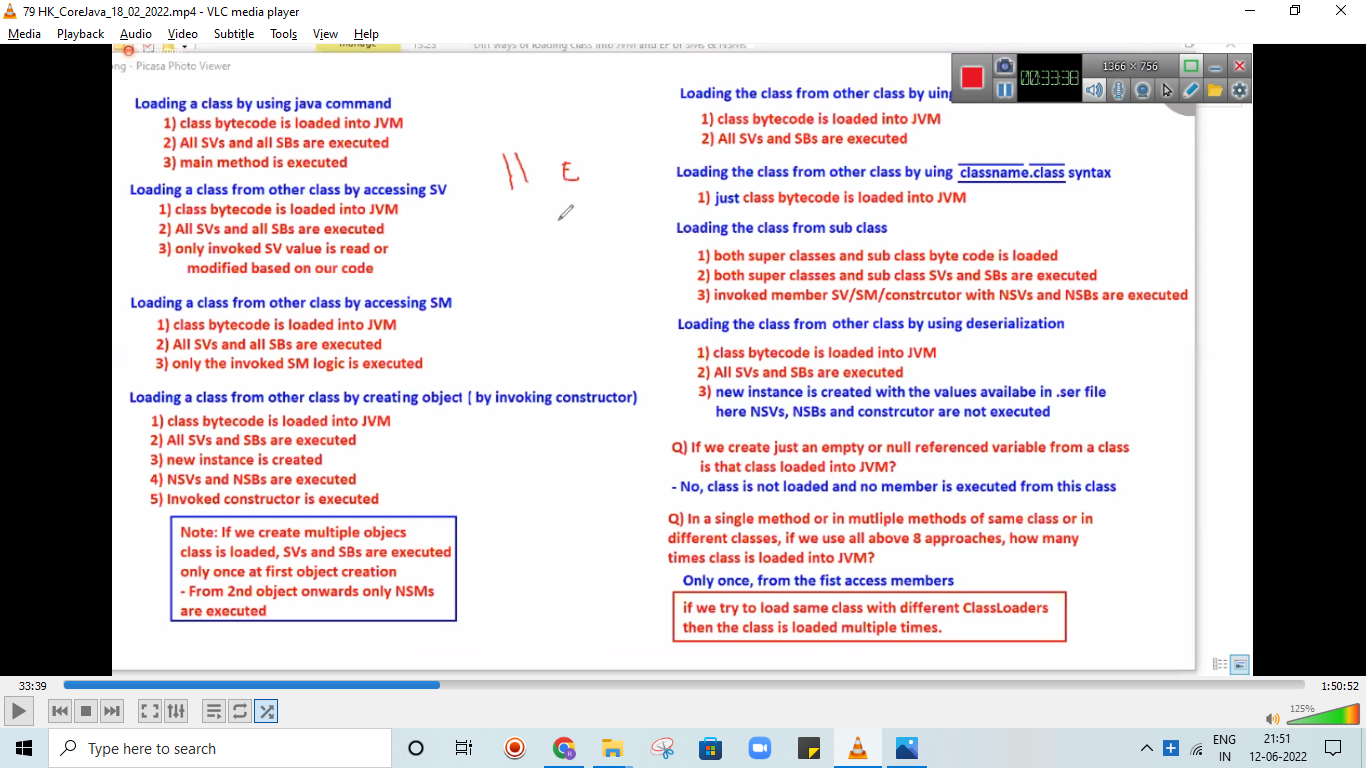 79 HK_CoreJava_18_02_2022.mp4 - VLC media player
Media Playback Audio Video Subtitle Tools View Help
13:25 Diff ways of loading class into JVM and EF of SMs & NSMs
ong - Picasa Photo Viewer
00:33:38
1366 × 756
Loading a class by using java command
1) class bytecode is loaded into JVM
2) All SVs and all SBs are executed
3) main method is executed
Loading a class from other class by accessing SV
1) class bytecode is loaded into JVM
2) All SVs and all SBs are executed
3) only invoked SV value is read or
modified based on our code
Loading a class from other class by accessing SM
1) class bytecode is loaded into JVM
2) All SVs and all SBs are executed
3) only the invoked SM logic is executed
Loading a class from other class by creating object ( by invoking constructor)
1) class bytecode is loaded into JVM
2) All SVs and SBs are executed
3) new instance is created
4) NSVs and NSBs are executed
5) Invoked constructor is executed
Note: If we create multiple objecs
class is loaded, SVs and SBs are executed
only once at first object creation
- From 2nd object onwards only NSMs
are executed
E
Loading the class from other class by uing
1) class bytecode is loaded into JVM
2) All SVs and SBs are executed
Loading the class from other class by uing classname.class syntax
1) just class bytecode is loaded into JVM
Loading the class from sub class
1) both super classes and sub class byte code is loaded
2) both super classes and sub class SVs and SBs are executed
3) invoked member SV/SM/constrcutor with NSVs and NSBs are executed
Loading the class from other class by using deserialization
1) class bytecode is loaded into JVM
2) All SVs and SBs are executed
3) new instance is created with the values availabe in .ser file
here NSVs, NSBs and constrcutor are not executed
Q) If we create just an empty or null referenced variable from a class
is that class loaded into JVM?
- No, class is not loaded and no member is executed from this class
Q) In a single method or in mutliple methods of same class or in
different classes, if we use all above 8 approaches, how many
times class is loaded into JVM?
Only once, from the fist access members
if we try to load same class with different ClassLoaders
then the class is loaded multiple times.
33:39
1:50:52
125%
Type here to search
ENG
IN
21:51
12-06-2022